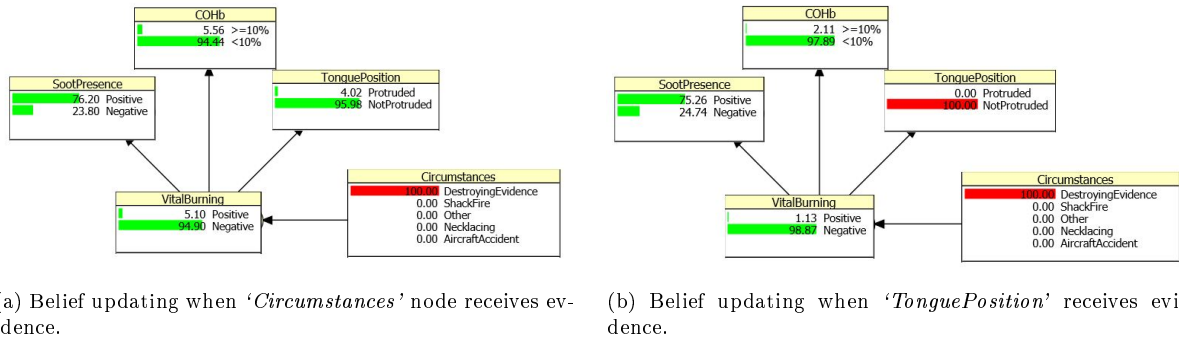 COHb
5.56 >=10%
94.44 <10%
SootPresence
76.20 Positive
23.80 Negative
TonguePosition
4.02 Protruded
95.98 NotProtruded
VitalBurning
5.10 Positive
94.90 Negative
Circumstances
100.00 DestroyingEvidence
0.00 ShackFire
0.00 Other
0.00 Necklacing
0.00 AircraftAccident
(a) Belief updating when ‘Circumstances’ node receives ev-
idence.
COHb
2.11 >=10%
97.89 <10%
SootPresence
75.26 Positive
24.74 Negative
TonguePosition
0.00 Protruded
100.00 NotProtruded
VitalBurning
1.13 Positive
98.87 Negative
Circumstances
100.00 DestroyingEvidence
0.00 ShackFire
0.00 Other
0.00 Necklacing
0.00 AircraftAccident
(b) Belief updating when ‘TonguePosition’ receives evi
dence.